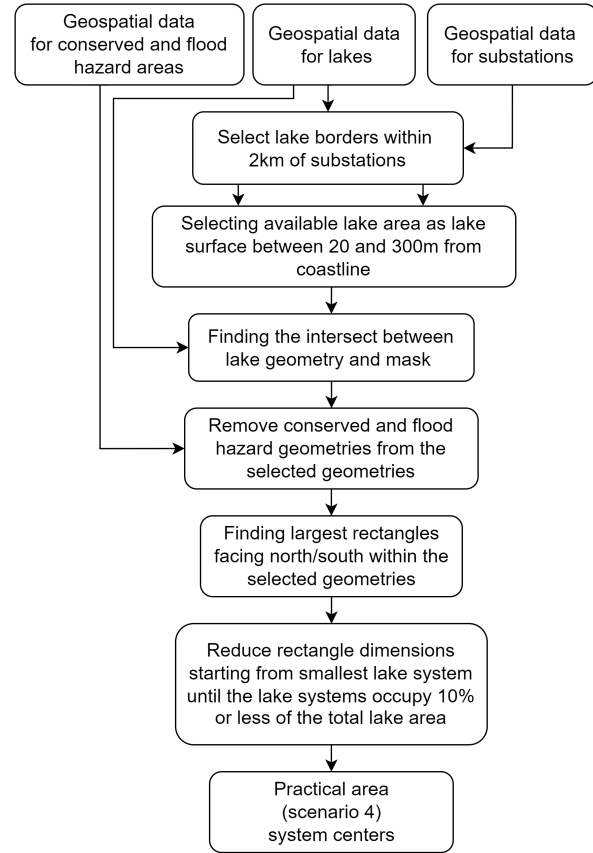 Geospatial data
for conserved and flood
hazard areas
Geospatial data
for lakes
Geospatial data
for substations
Select lake borders within
2km of substations
Selecting available lake area as lake
surface between 20 and 300m from
coastline
Finding the intersect between
lake geometry and mask
Remove conserved and flood
hazard geometries from the
selected geometries
Finding largest rectangles
facing north/south within the
selected geometries
Reduce rectangle dimensions
starting from smallest lake system
until the lake systems occupy 10%
or less of the total lake area
Practical area
(scenario 4)
system centers